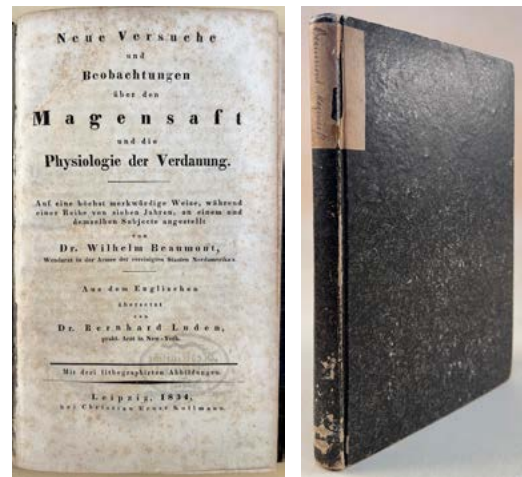 Neue Versuche
und
Beobachtungen
über den
Magensaft
und die
Physiologie der Verdauung.
Auf eine höchst merkwürdige Weise, während
einer Reihe von sieben Jahren, an einem und
demselben Subjecte angestellt
von
Dr. Wilhelm Beaumont,
Wundarzt in der Armee der vereinigten Staaten Nordamerikas.
Aus dem Englischen
übersetzt
von
Dr. Bernhard Luden,
prakt. Arzt in New-York.
Mit drei lithographirten Abbildungen.
Leipzig, 1834,
bei Christian Ernst Kollmann.
Beaumont